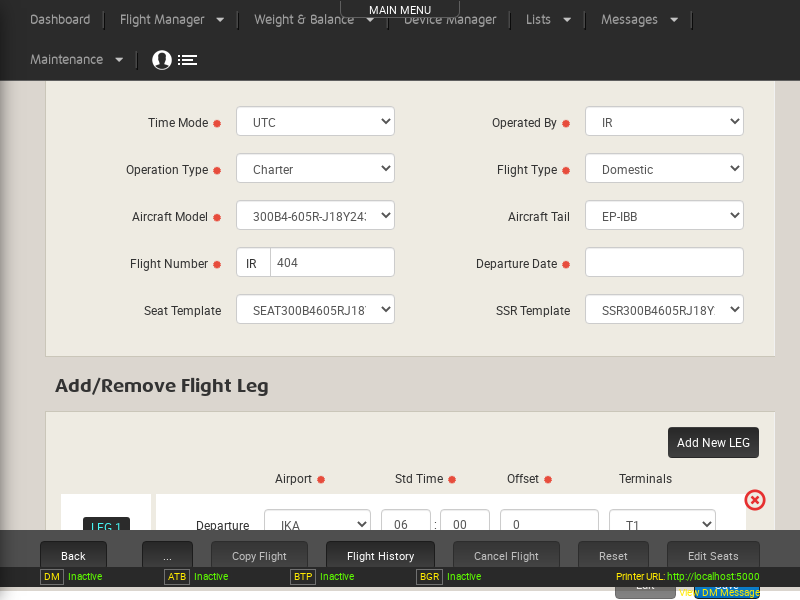 MAIN MENU
Dashboard Flight Manager Weight & Balance Device Manager Lists Messages
Maintenance
Time Mode UTC Operated By IR
Operation Type Charter Flight Type Domestic
Aircraft Model 300B4-605R-J18Y243 Aircraft Tail EP-IBB
Flight Number IR 404 Departure Date
Seat Template SEAT300B4605RJ18Y SSR Template SSR300B4605RJ18Y
Add/Remove Flight Leg
Add New LEG
Airport Std Time Offset Terminals
LEG 1 Departure IKA 06 : 00 0 T1
Back ... Copy Flight Flight History Cancel Flight Reset Edit Seats
DM Inactive ATB Inactive BTP Inactive BGR Inactive Printer URL: http://localhost:5000
Edit
View DM Message